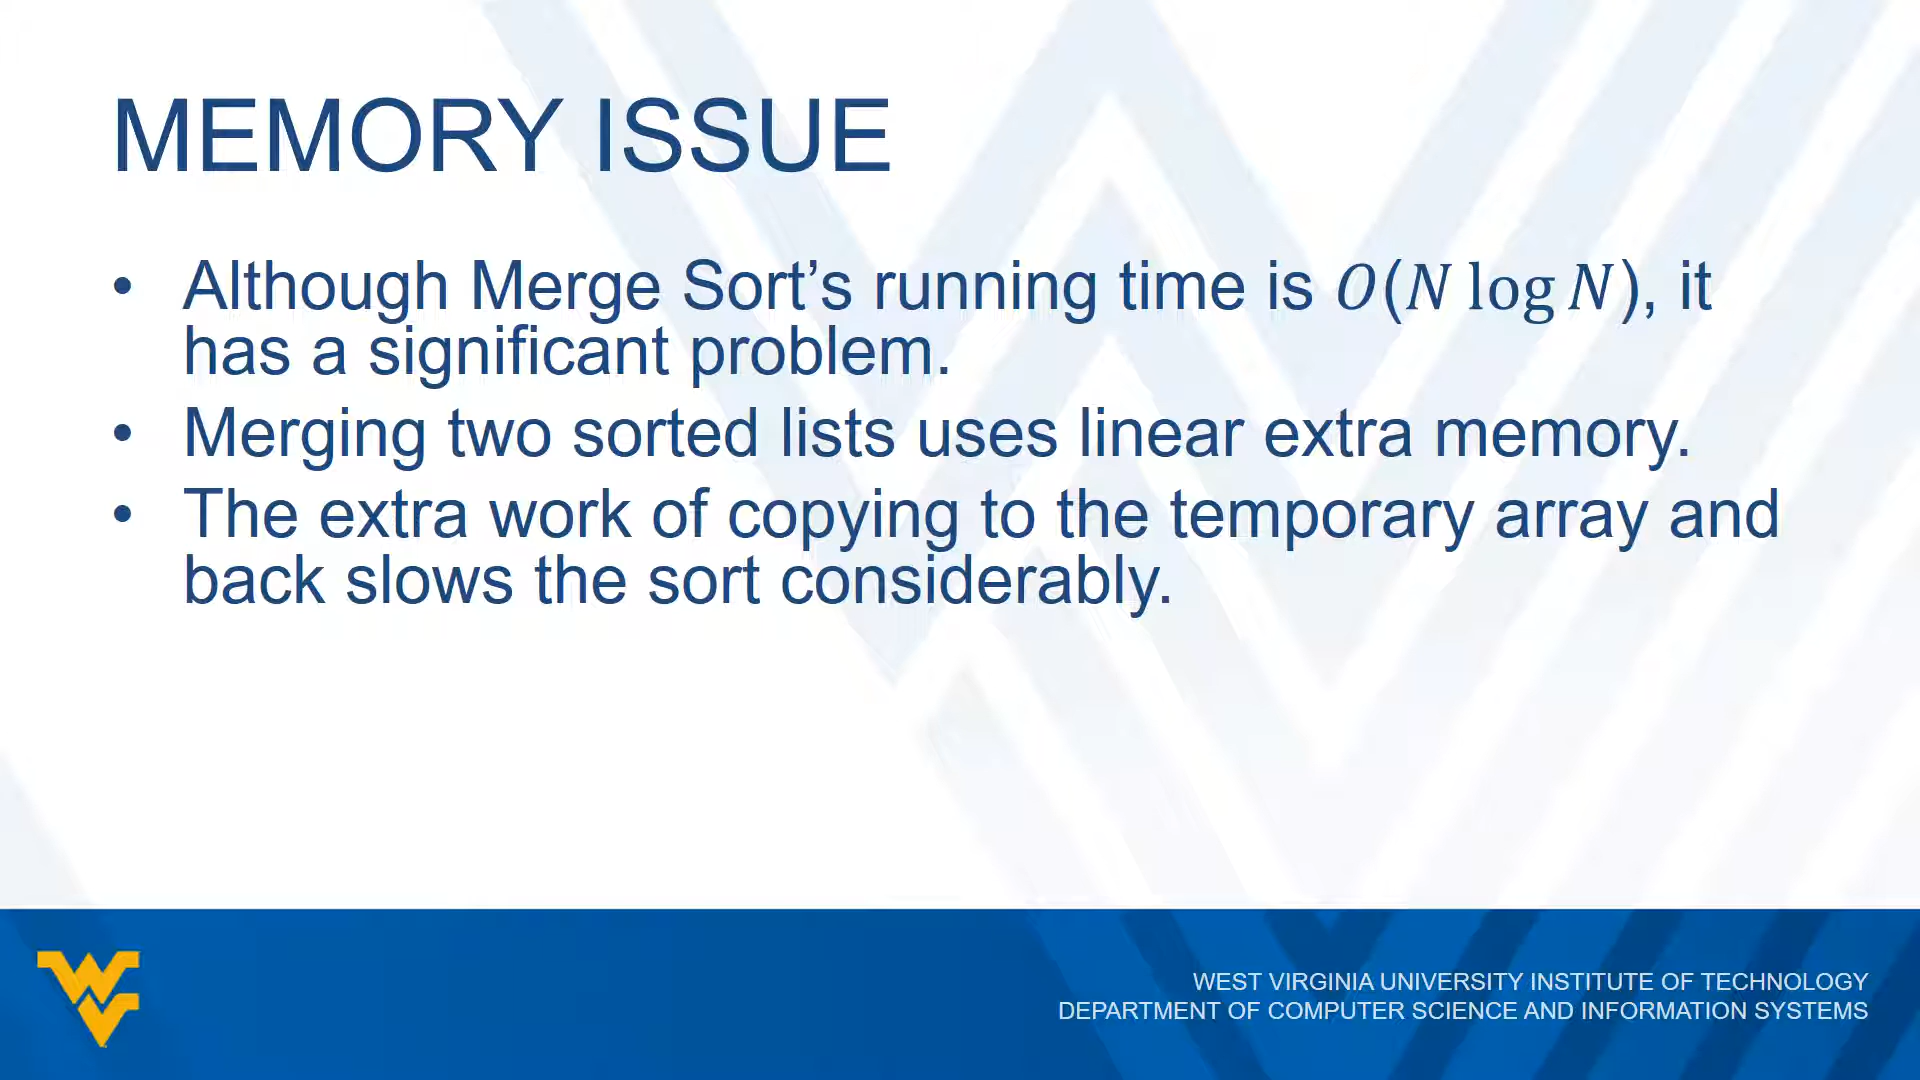 MEMORY ISSUE
• Although Merge Sort’s running time is O(N log N), it
has a significant problem.
• Merging two sorted lists uses linear extra memory.
• The extra work of copying to the temporary array and
back slows the sort considerably.
WEST VIRGINIA UNIVERSITY INSTITUTE OF TECHNOLOGY
DEPARTMENT OF COMPUTER SCIENCE AND INFORMATION SYSTEMS